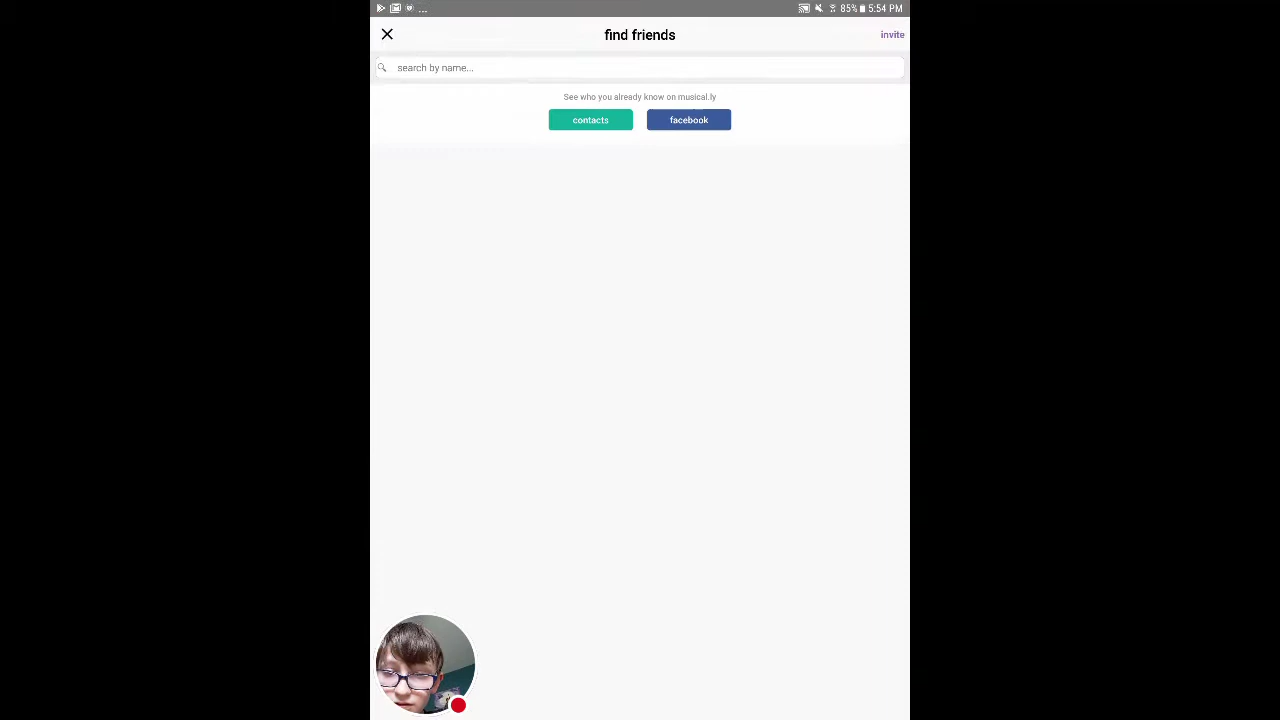 ... 85% 5:54 PM
find friends invite
search by name...
See who you already know on musical.ly
contacts facebook